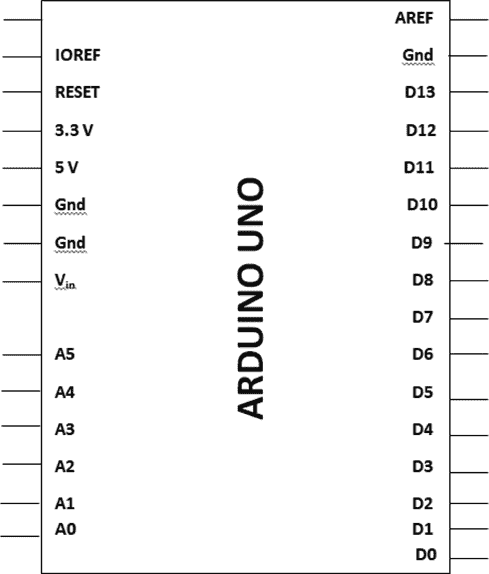 IOREF
RESET
3.3 V
5 V
Gnd
Gnd
Vin
A5
A4
A3
A2
A1
A0
ARDUINO UNO
AREF
Gnd
D13
D12
D11
D10
D9
D8
D7
D6
D5
D4
D3
D2
D1
D0